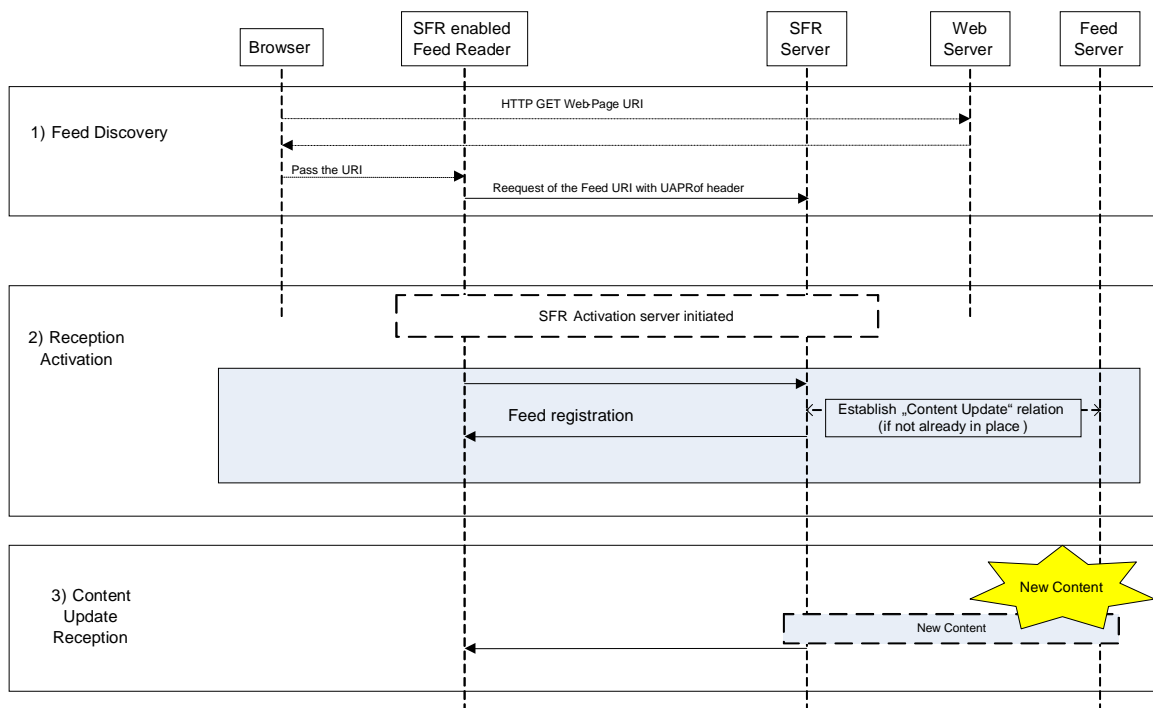 Browser
SFR enabled
Feed Reader
SFR
Server
Web
Server
Feed
Server
1) Feed Discovery
HTTP GET Web-Page URI
Pass the URI
Reequest of the Feed URI with UAPRof header
2) Reception
Activation
SFR Activation server initiated
Feed registration
Establish „Content Update“ relation
(if not already in place )
3) Content
Update
Reception
New Content
New Content